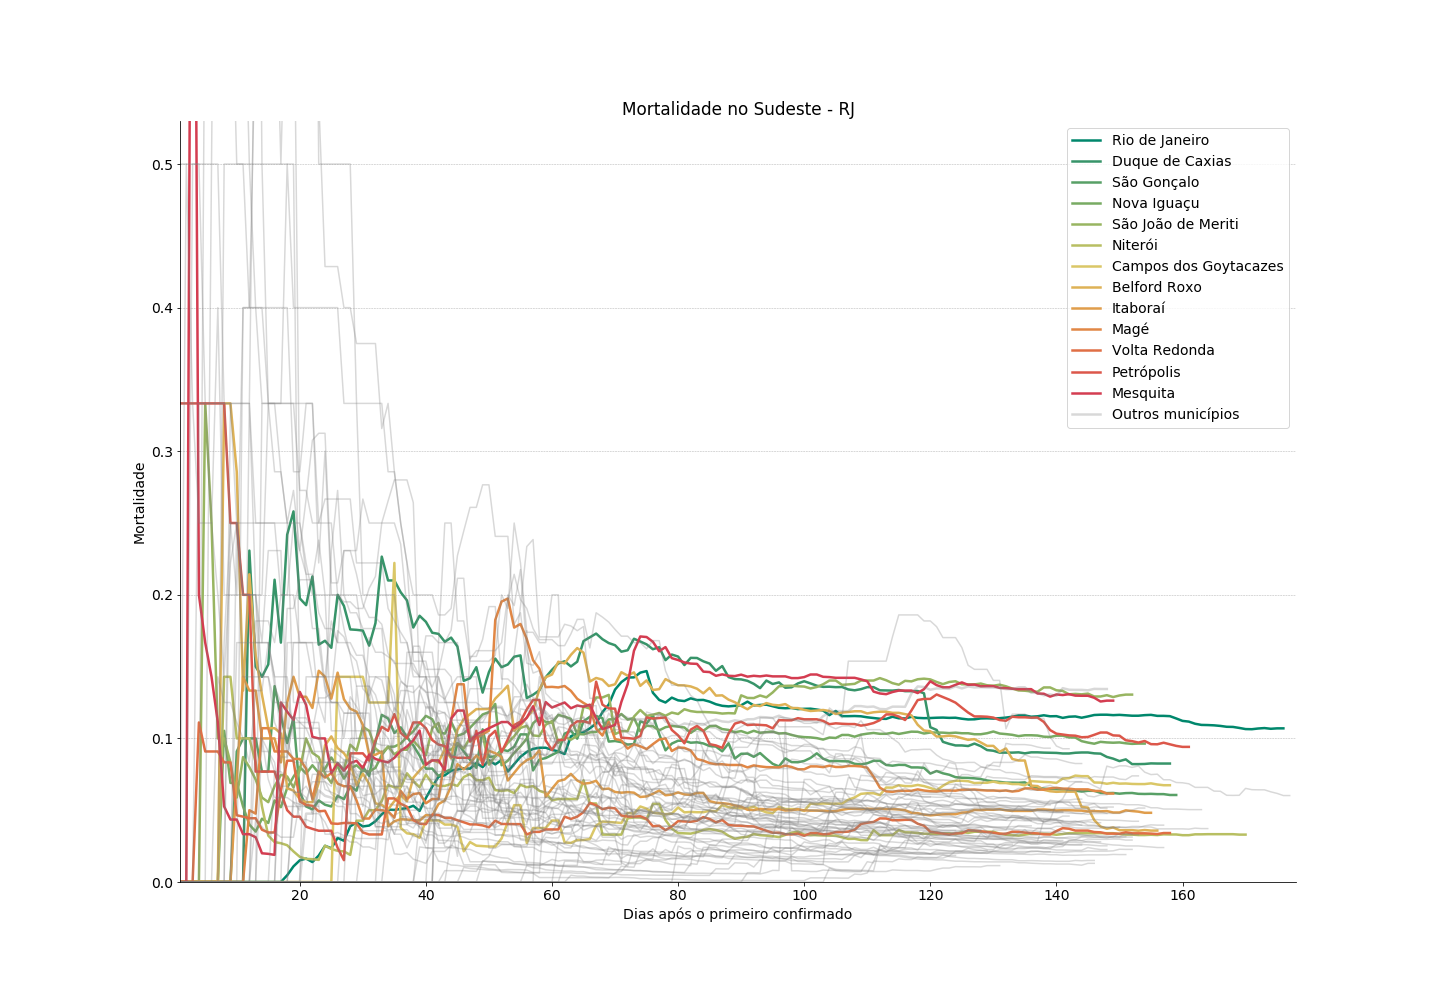 Mortalidade no Sudeste - RJ
Rio de Janeiro
Duque de Caxias
São Gonçalo
Nova Iguaçu
São João de Meriti
Niterói
Campos dos Goytacazes
Belford Roxo
Itaboraí
Magé
Volta Redonda
Petrópolis
Mesquita
Outros municípios
Mortalidade
0.5
0.4
0.3
0.2
0.1
0.0
20
40
60
80
100
120
140
160
Dias após o primeiro confirmado